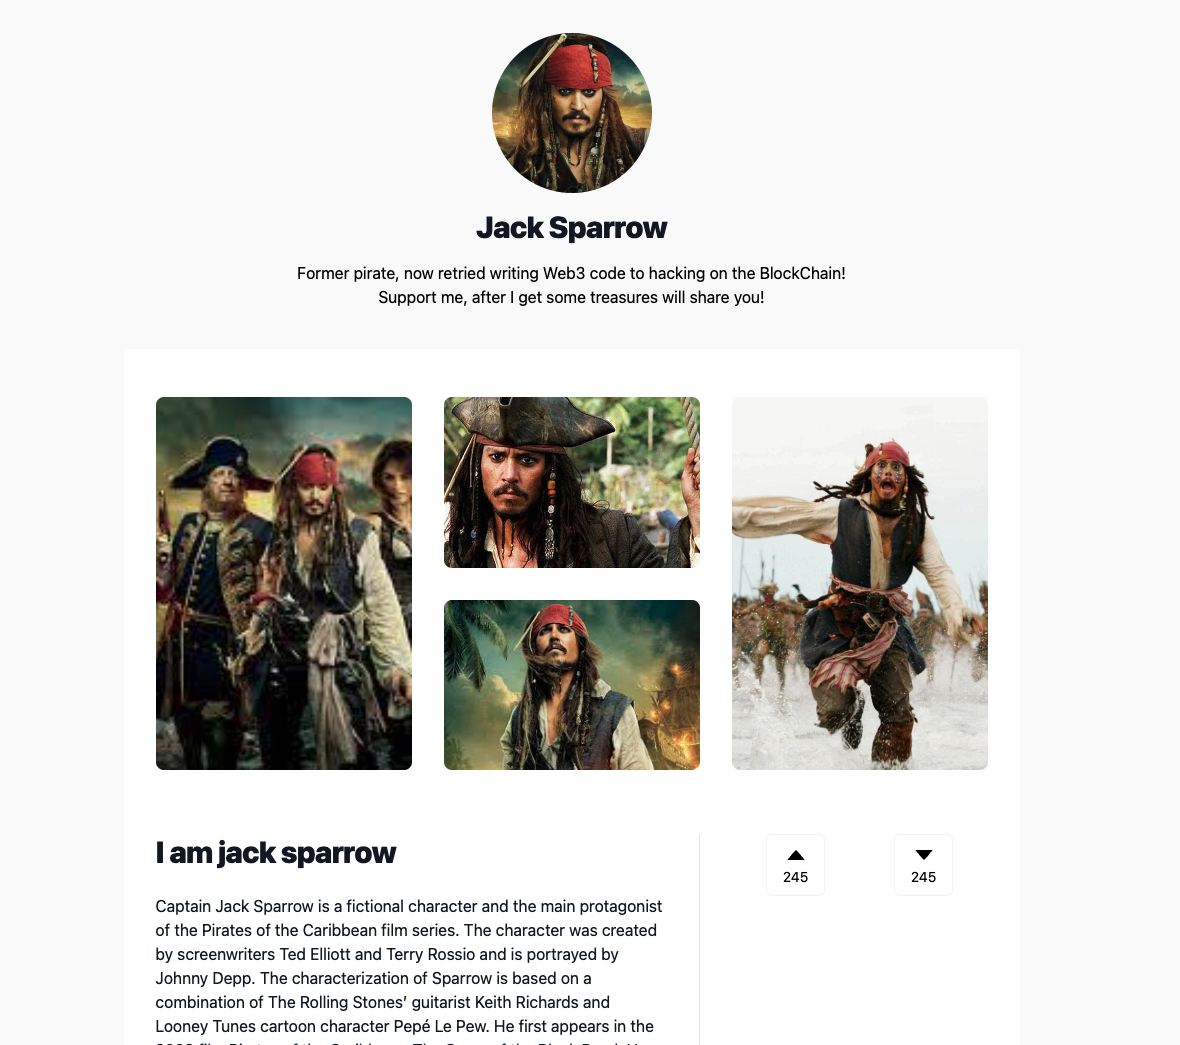 Jack Sparrow
Former pirate, now retried writing Web3 code to hacking on the BlockChain!
Support me, after I get some treasures will share you!
I am jack sparrow
245
245
Captain Jack Sparrow is a fictional character and the main protagonist
of the Pirates of the Caribbean film series. The character was created
by screenwriters Ted Elliott and Terry Rossio and is portrayed by
Johnny Depp. The characterization of Sparrow is based on a
combination of The Rolling Stones’ guitarist Keith Richards and
Looney Tunes cartoon character Pepé Le Pew. He first appears in the